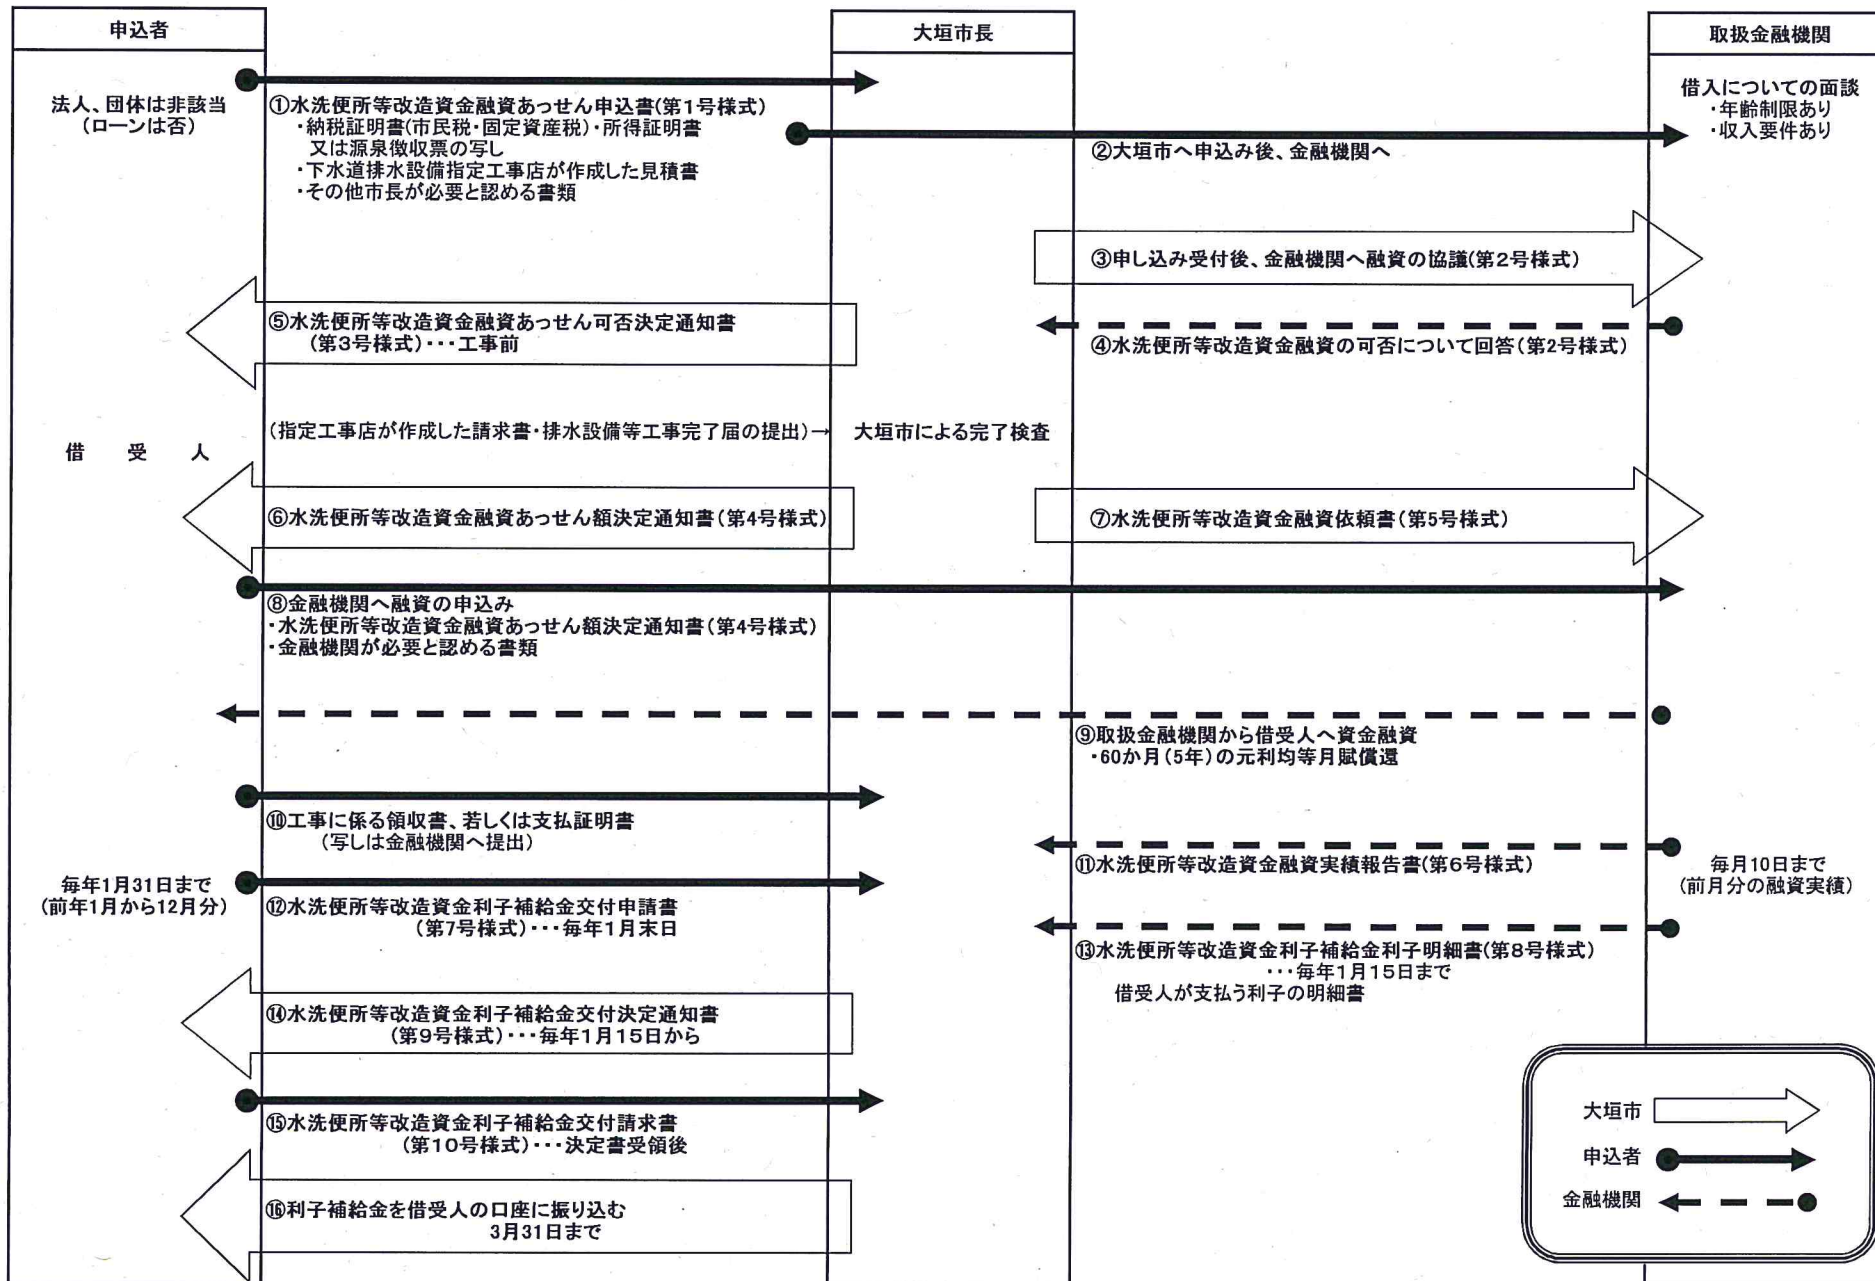 申込者
大垣市長
取扱金融機関
法人、団体は非該当
(ローンは否)
①水洗便所等改造資金融資あっせん申込書(第1号様式)
・納税証明書(市民税・固定資産税)・所得証明書
又は源泉徴収票の写し
・下水道排水設備指定工事店が作成した見積書
・その他市長が必要と認める書類
借入についての面談
・年齢制限あり
・収入要件あり
②大垣市へ申込み後、金融機関へ
③申し込み受付後、金融機関へ融資の協議(第2号様式)
④水洗便所等改造資金融資の可否について回答(第2号様式)
⑤水洗便所等改造資金融資あっせん可否決定通知書
(第3号様式)・・・工事前
(指定工事店が作成した請求書・排水設備等工事完了届の提出)→
大垣市による完了検査
借 受 人
⑥水洗便所等改造資金融資あっせん額決定通知書(第4号様式)
⑦水洗便所等改造資金融資依頼書(第5号様式)
⑧金融機関へ融資の申込み
・水洗便所等改造資金融資あっせん額決定通知書(第4号様式)
・金融機関が必要と認める書類
⑨取扱金融機関から借受人へ資金融資
・60か月(5年)の元利均等月賦償還
⑩工事に係る領収書、若しくは支払証明書
(写しは金融機関へ提出)
⑪水洗便所等改造資金融資実績報告書(第6号様式)
毎月10日まで
(前月分の融資実績)
毎年1月31日まで
(前年1月から12月分)
⑫水洗便所等改造資金利子補給金交付申請書
(第7号様式)・・・毎年1月末日
⑬水洗便所等改造資金利子補給金利子明細書(第8号様式)
・・・毎年1月15日まで
借受人が支払う利子の明細書
⑭水洗便所等改造資金利子補給金交付決定通知書
(第9号様式)・・・毎年1月15日から
⑮水洗便所等改造資金利子補給金交付請求書
(第10号様式)・・・決定書受領後
⑯利子補給金を借受人の口座に振り込む
3月31日まで
大垣市
申込者
金融機関